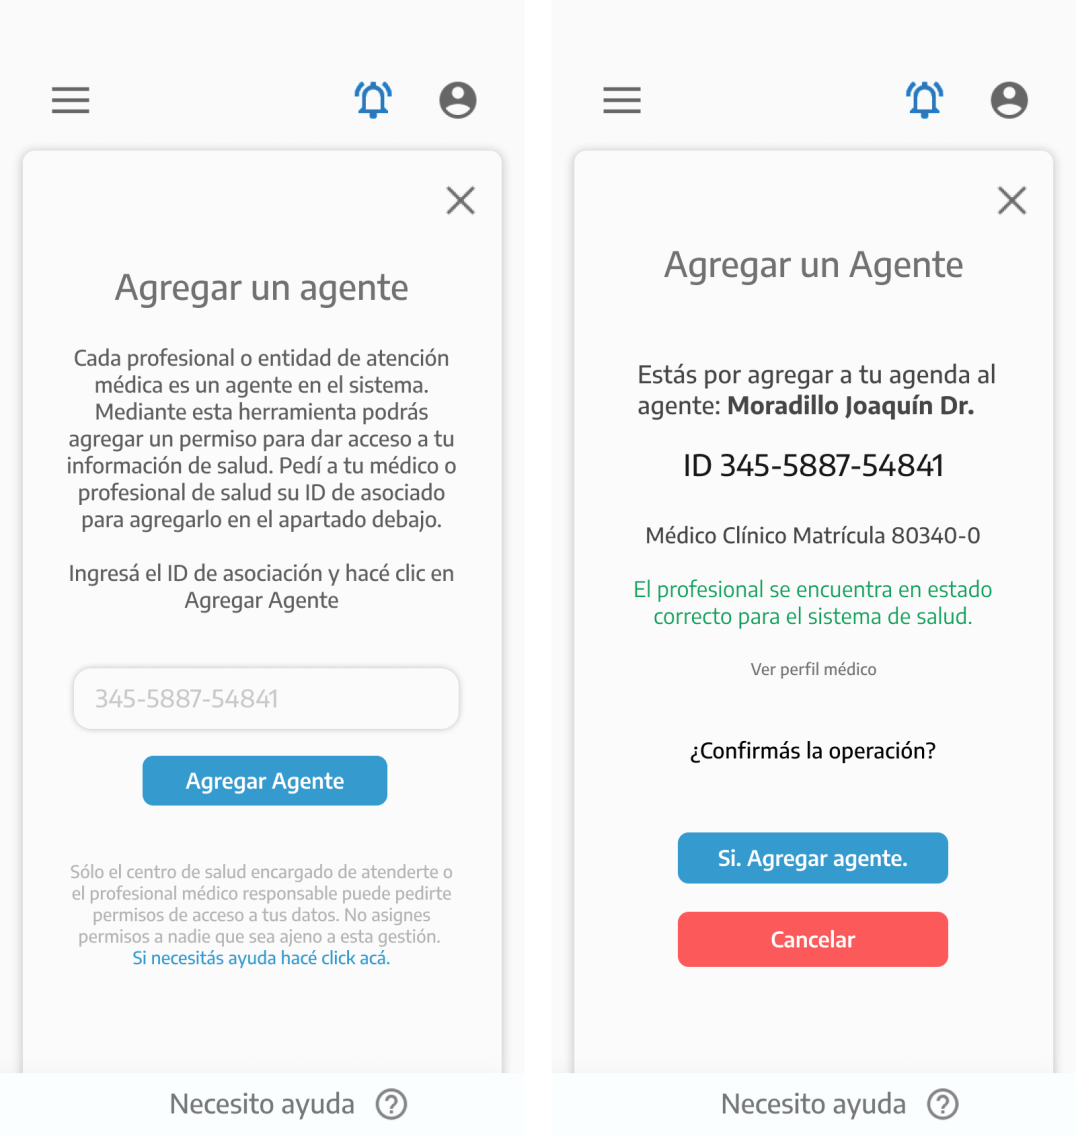 Agregar un agente
Cada profesional o entidad de atención
médica es un agente en el sistema.
Mediante esta herramienta podrás
agregar un permiso para dar acceso a tu
información de salud. Pedí a tu médico o
profesional de salud su ID de asociado
para agregarlo en el apartado debajo.
Ingresá el ID de asociación y hacé clic en
Agregar Agente
345-5887-54841
Agregar Agente
Sólo el centro de salud encargado de atenderte o
el profesional médico responsable puede pedirte
permisos de acceso a tus datos. No asignes
permisos a nadie que sea ajeno a esta gestión.
Si necesitás ayuda hacé click acá.
Necesito ayuda ?
Agregar un Agente
Estás por agregar a tu agenda al
agente: Moradillo Joaquín Dr.
ID 345-5887-54841
Médico Clínico Matrícula 80340-0
El profesional se encuentra en estado
correcto para el sistema de salud.
Ver perfil médico
¿Confirmás la operación?
Si. Agregar agente.
Cancelar
Necesito ayuda ?